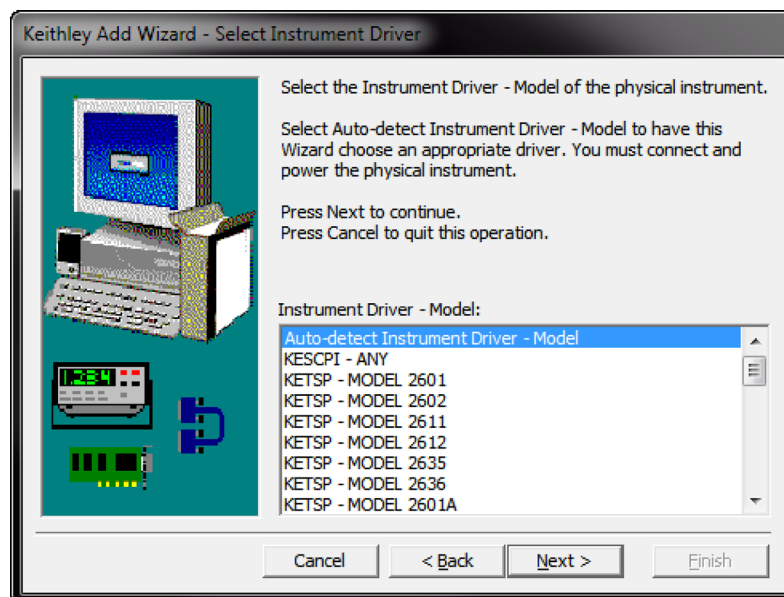 Keithley Add Wizard - Select Instrument Driver
Select the Instrument Driver - Model of the physical instrument.
Select Auto-detect Instrument Driver - Model to have this
Wizard choose an appropriate driver. You must connect and
power the physical instrument.
Press Next to continue.
Press Cancel to quit this operation.
Instrument Driver - Model:
Auto-detect Instrument Driver - Model
KESCPI - ANY
KETSP - MODEL 2601
KETSP - MODEL 2602
KETSP - MODEL 2611
KETSP - MODEL 2612
KETSP - MODEL 2635
KETSP - MODEL 2636
KETSP - MODEL 2601A
1.234
Cancel
< Back
Next >
Finish